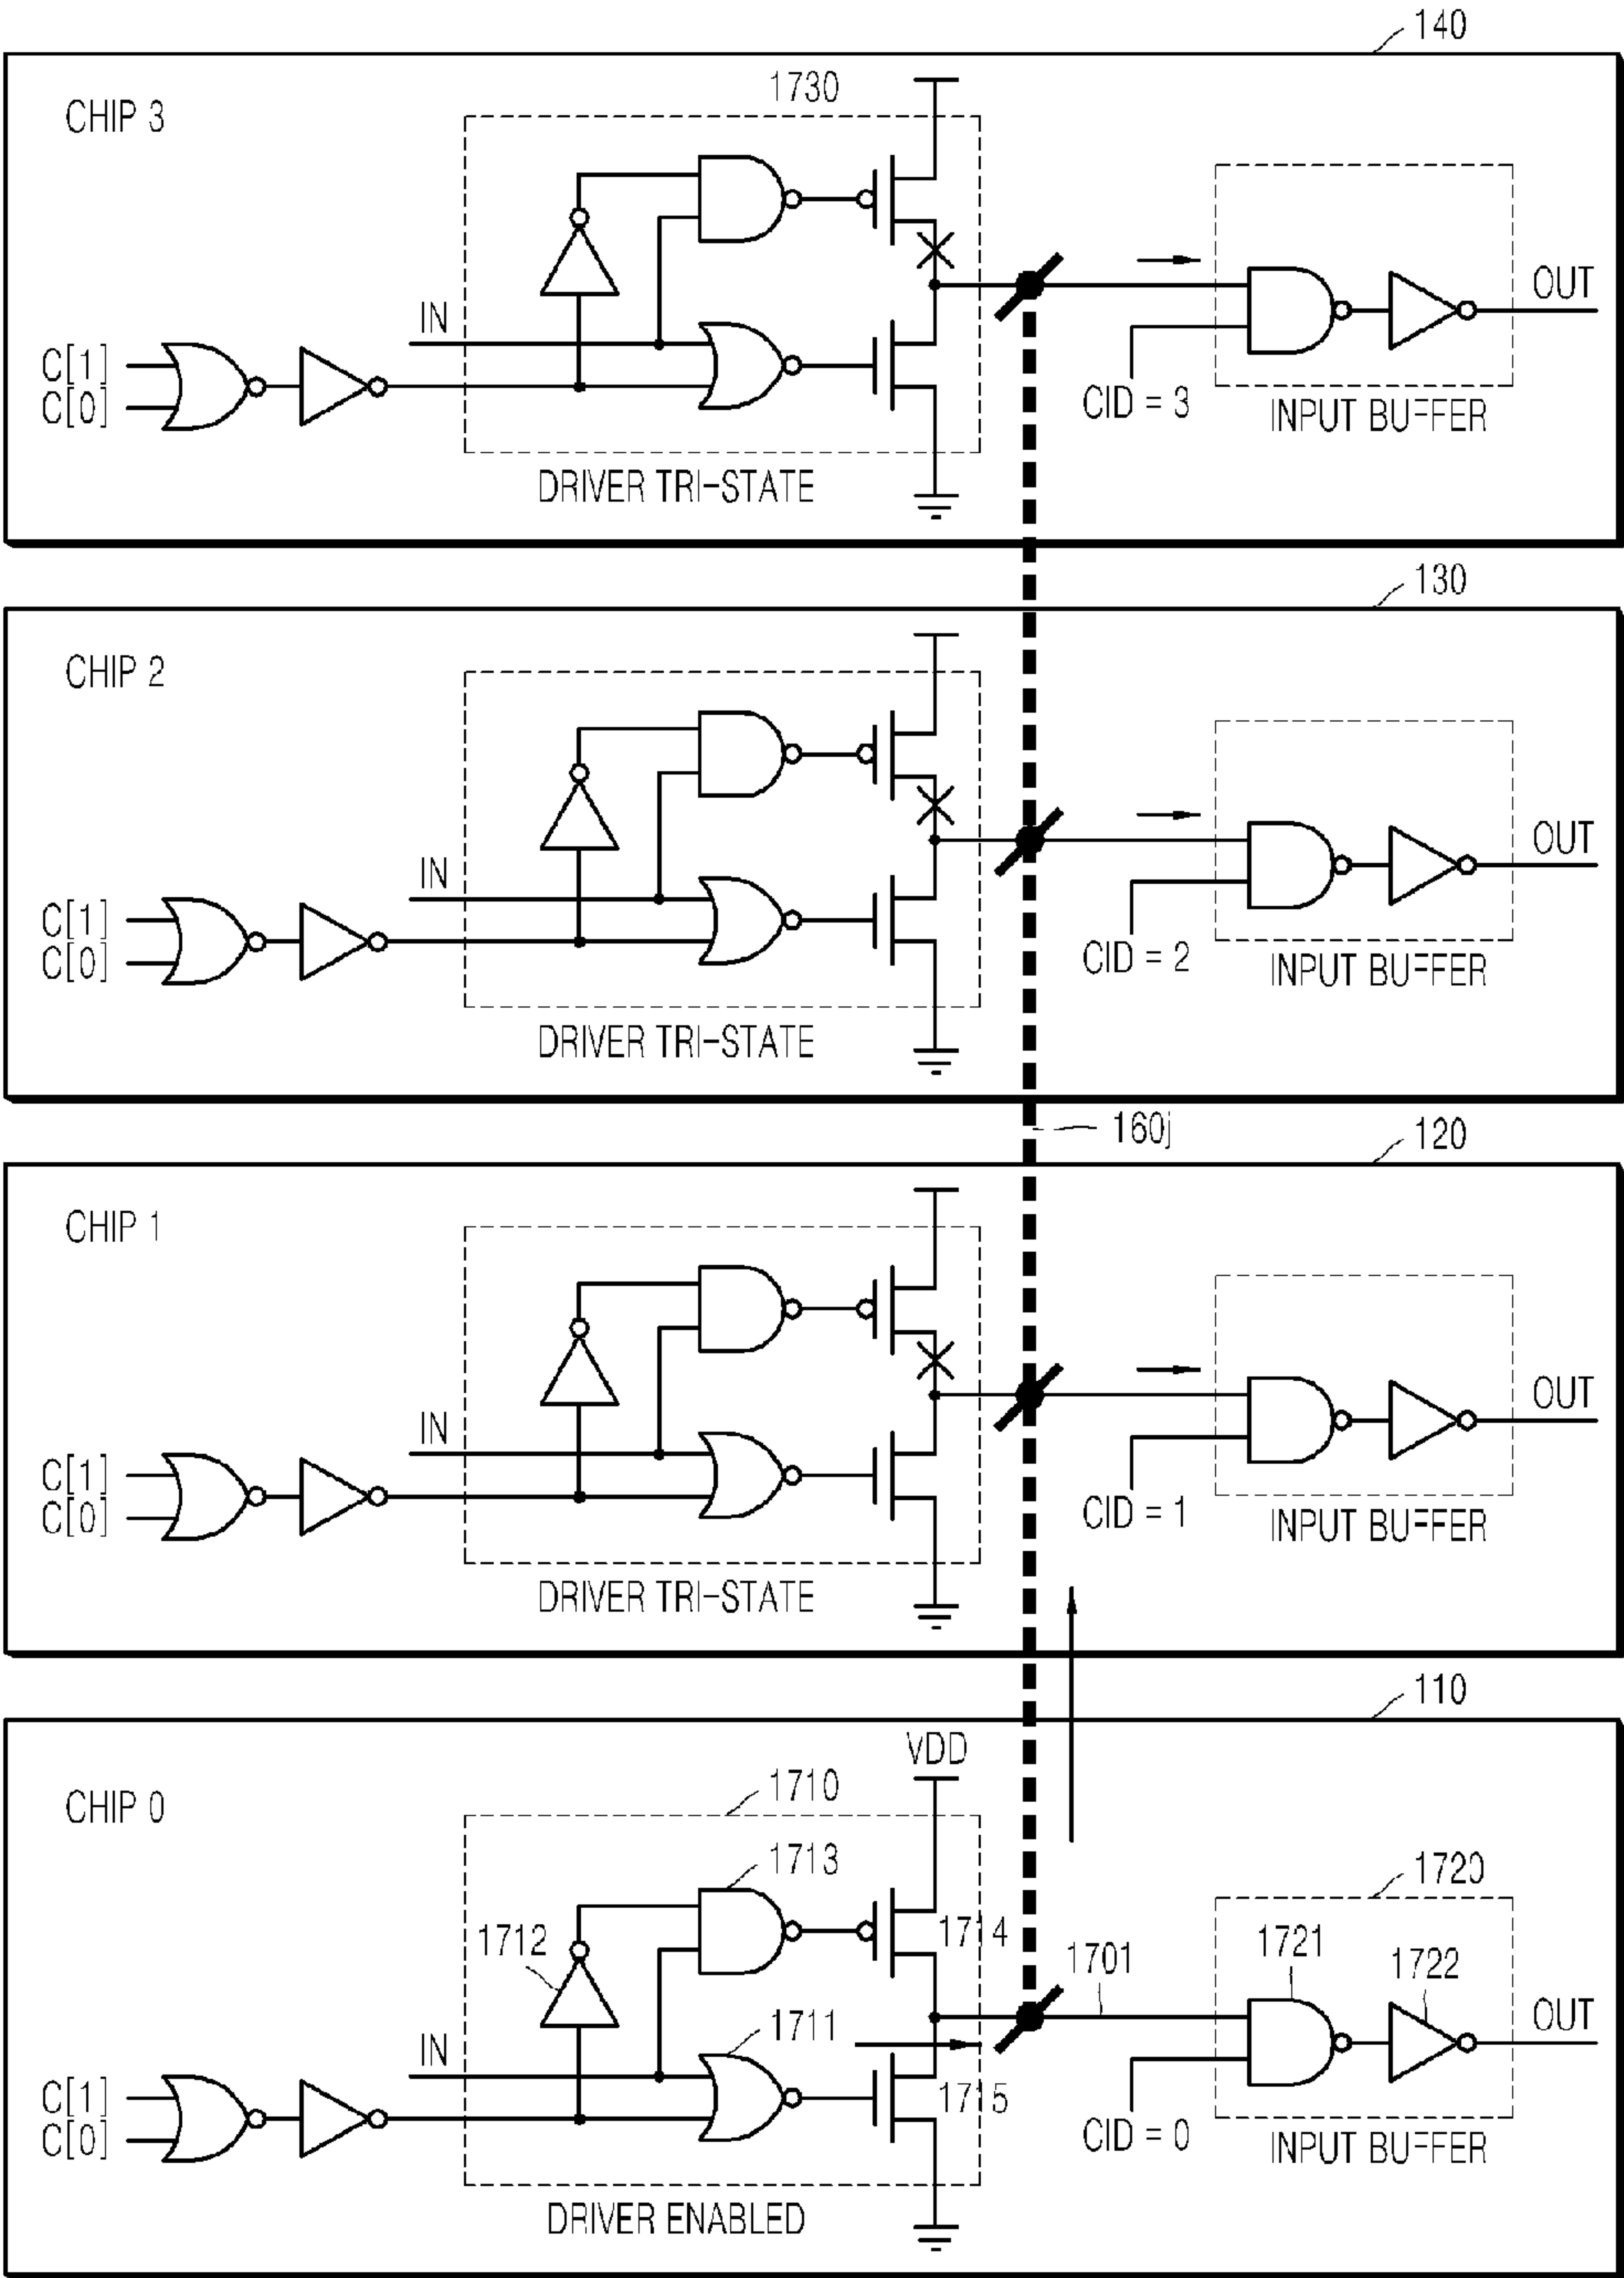 140
CHIP 3
1730
IN
C[1]
C[0]
DRIVER TRI-STATE
CID = 3
OUT
INPUT BUFFER
130
CHIP 2
IN
C[1]
C[0]
DRIVER TRI-STATE
CID = 2
OUT
INPUT BUFFER
160j
120
CHIP 1
IN
C[1]
C[0]
DRIVER TRI-STATE
CID = 1
OUT
INPUT BUFFER
110
CHIP 0
VDD
1710
1713
1712
1714
1711
IN
1715
C[1]
C[0]
DRIVER ENABLED
1701
1720
1721
1722
CID = 0
OUT
INPUT BUFFER